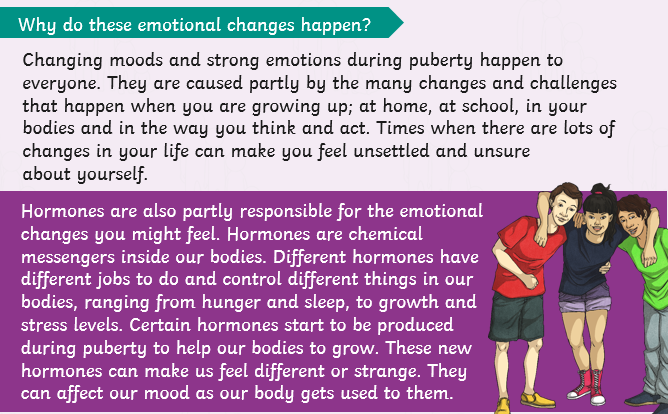 Why do these emotional changes happen?
Changing moods and strong emotions during puberty happen to
everyone. They are caused partly by the many changes and challenges
that happen when you are growing up; at home, at school, in your
bodies and in the way you think and act. Times when there are lots of
changes in your life can make you feel unsettled and unsure
about yourself.
Hormones are also partly responsible for the emotional
changes you might feel. Hormones are chemical
messengers inside our bodies. Different hormones have
different jobs to do and control different things in our
bodies, ranging from hunger and sleep, to growth and
stress levels. Certain hormones start to be produced
during puberty to help our bodies to grow. These new
hormones can make us feel different or strange. They
can affect our mood as our body gets used to them.